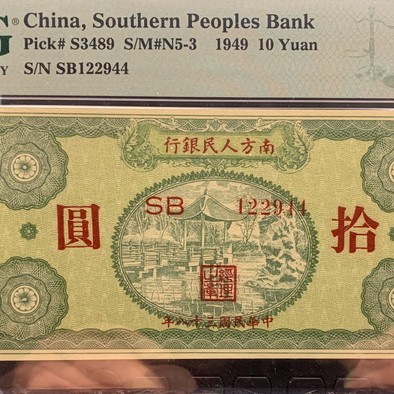 G® China, Southern Peoples Bank
Pick# S3489 S/M#N5-3 1949 10 Yuan
Y S/N SB122944
行銀民人方南
SB 122944
圓 拾
年八十三國民華中